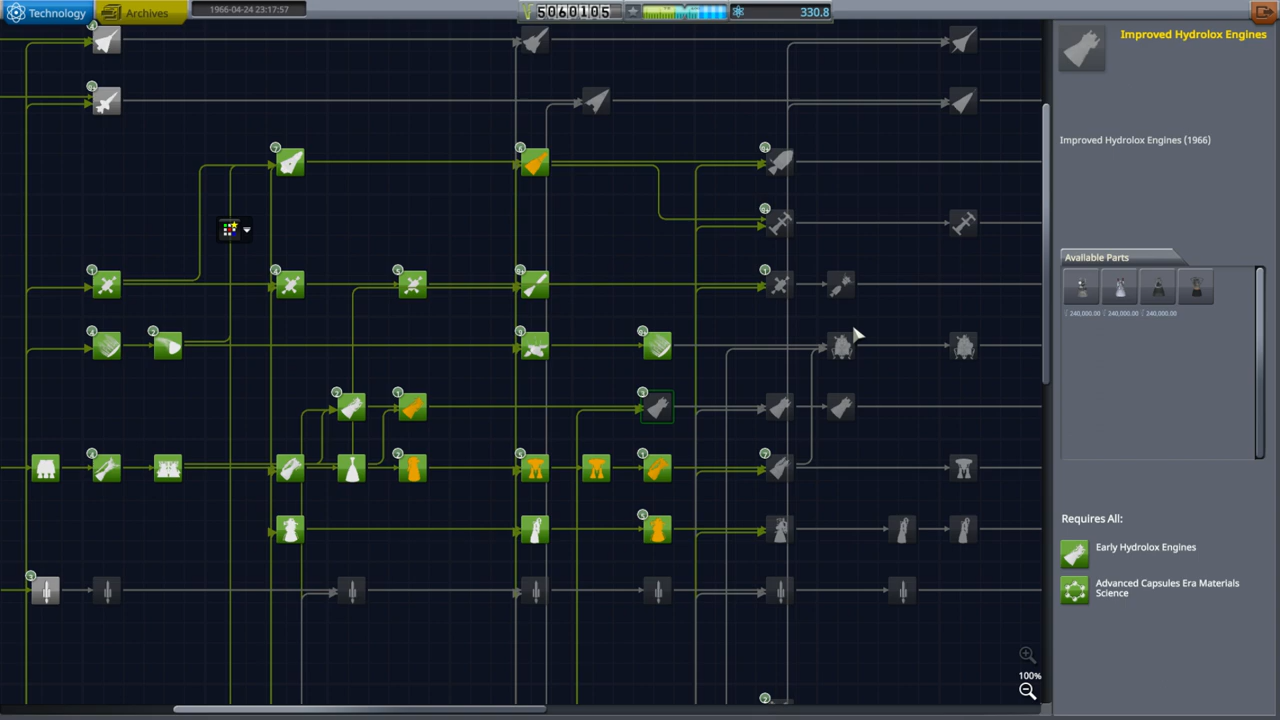 Technology
Archives
1966-04-24 23:17:57
5060105
330.8
Improved Hydrolox Engines
Improved Hydrolox Engines (1966)
Available Parts
240,000.00 240,000.00 240,000.00
Requires All:
Early Hydrolox Engines
Advanced Capsules Era Materials
Science
100%